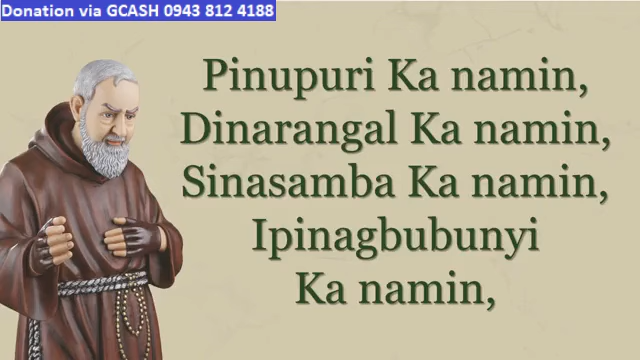 Donation via GCASH 0943 812 4188
Pinupuri Ka namin,
Dinarangal Ka namin,
Sinasamba Ka namin,
Ipinagbubunyi
Ka namin,